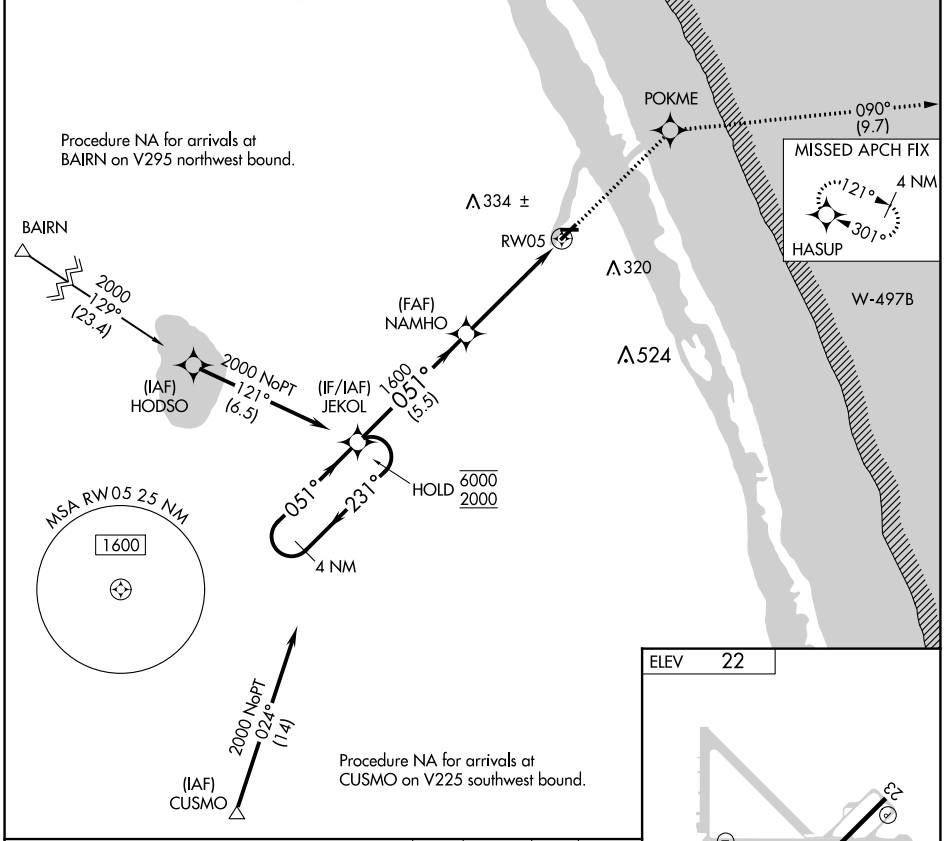 POKME
090°
(9.7)
Procedure NA for arrivals at
BAIRN on V295 northwest bound.
MISSED APCH FIX
4 NM
121°
301°
HASUP
334 ±
BAIRN
RW05
320
2000
129°
(23.4)
(FAF)
NAMHO
W-497B
524
(IAF)
HODSO
2000 NoPT
121°
(6.5)
(IF/IAF)
JEKOL
1600
051°
(5.5)
HOLD 6000
2000
051°
231°
4 NM
MSA RW05 25 NM
1600
ELEV 22
2000 NoPT
024°
(14)
Procedure NA for arrivals at
CUSMO on V225 southwest bound.
(IAF)
CUSMO
23
P